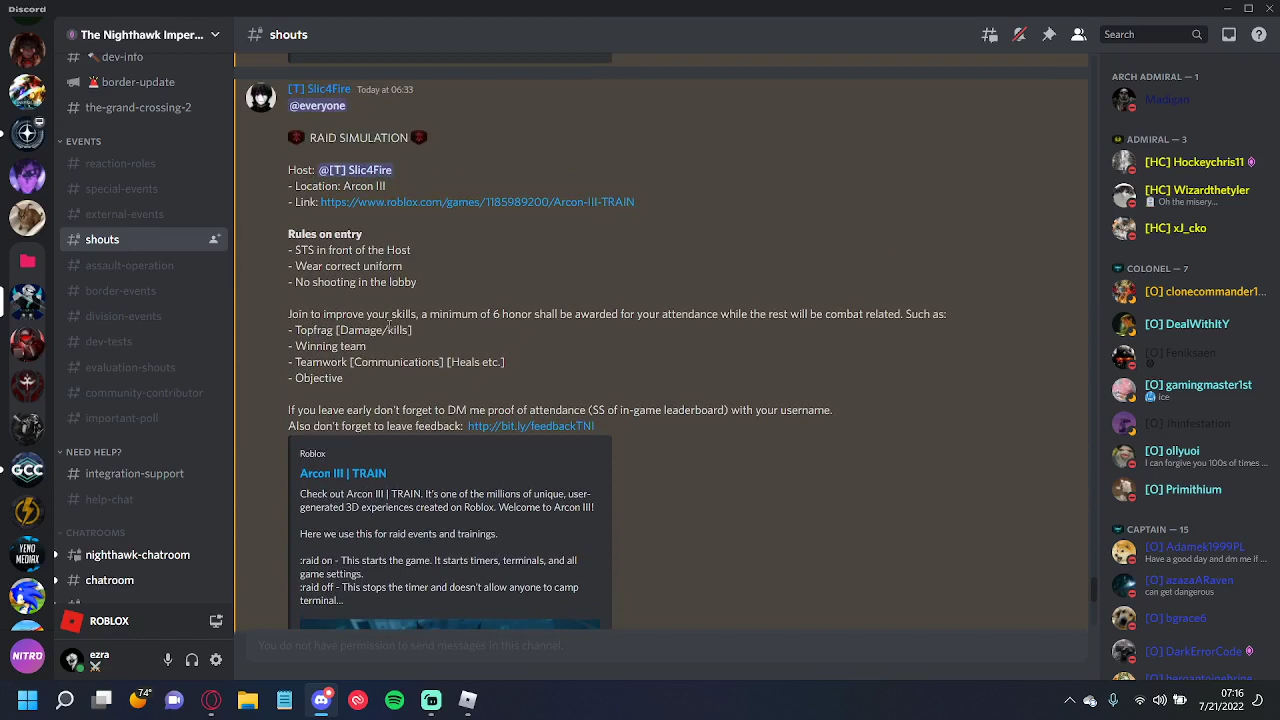 Discord
The Nighthawk Imper...
shouts
Search
dev-info
border-update
the-grand-crossing-2
EVENTS
reaction-roles
special-events
external-events
shouts
assault-operation
border-events
division-events
dev-tests
evaluation-shouts
community-contributor
important-poll
NEED HELP?
integration-support
help-chat
CHATROOMS
nighthawk-chatroom
chatroom
ROBLOX
ezra
[T] Slic4Fire Today at 06:33
@everyone
RAID SIMULATION
Host: @[T] Slic4Fire
- Location: Arcon III
- Link: https://www.roblox.com/games/1185989200/Arcon-III-TRAIN
Rules on entry
- STS in front of the Host
- Wear correct uniform
- No shooting in the lobby
Join to improve your skills, a minimum of 6 honor shall be awarded for your attendance while the rest will be combat related. Such as:
- Topfrag [Damage/kills]
- Winning team
- Teamwork [Communications] [Heals etc.]
- Objective
If you leave early don't forget to DM me proof of attendance (SS of in-game leaderboard) with your username.
Also don't forget to leave feedback: http://bit.ly/feedbackTNI
Roblox
Arcon III | TRAIN
Check out Arcon III | TRAIN. It's one of the millions of unique, user-
generated 3D experiences created on Roblox. Welcome to Arcon III!
Here we use this for raid events and trainings.
:raid on - This starts the game. It starts timers, terminals, and all
game settings.
:raid off - This stops the timer and doesn't allow anyone to camp
terminal...
You do not have permission to send messages in this channel.
ARCH ADMIRAL — 1
Madigan
ADMIRAL — 3
[HC] Hockeychris11
[HC] Wizardthetyler
Oh the misery...
[HC] xJ_cko
COLONEL — 7
[O] clonecommander1...
[O] DealWithItY
[O] Feniksaen
[O] gamingmaster1st
Ice
[O] Ihinfestation
[O] ollyuoi
I can forgive you 100s of times ...
[O] Primithium
CAPTAIN — 15
[O] Adamek1999PL
Have a good day and dm me if ...
[O] azazaARaven
can get dangerous
[O] bgrace6
[O] DarkErrorCode
GCC
YENO
MEDIAX
NITRO
74°
07:16